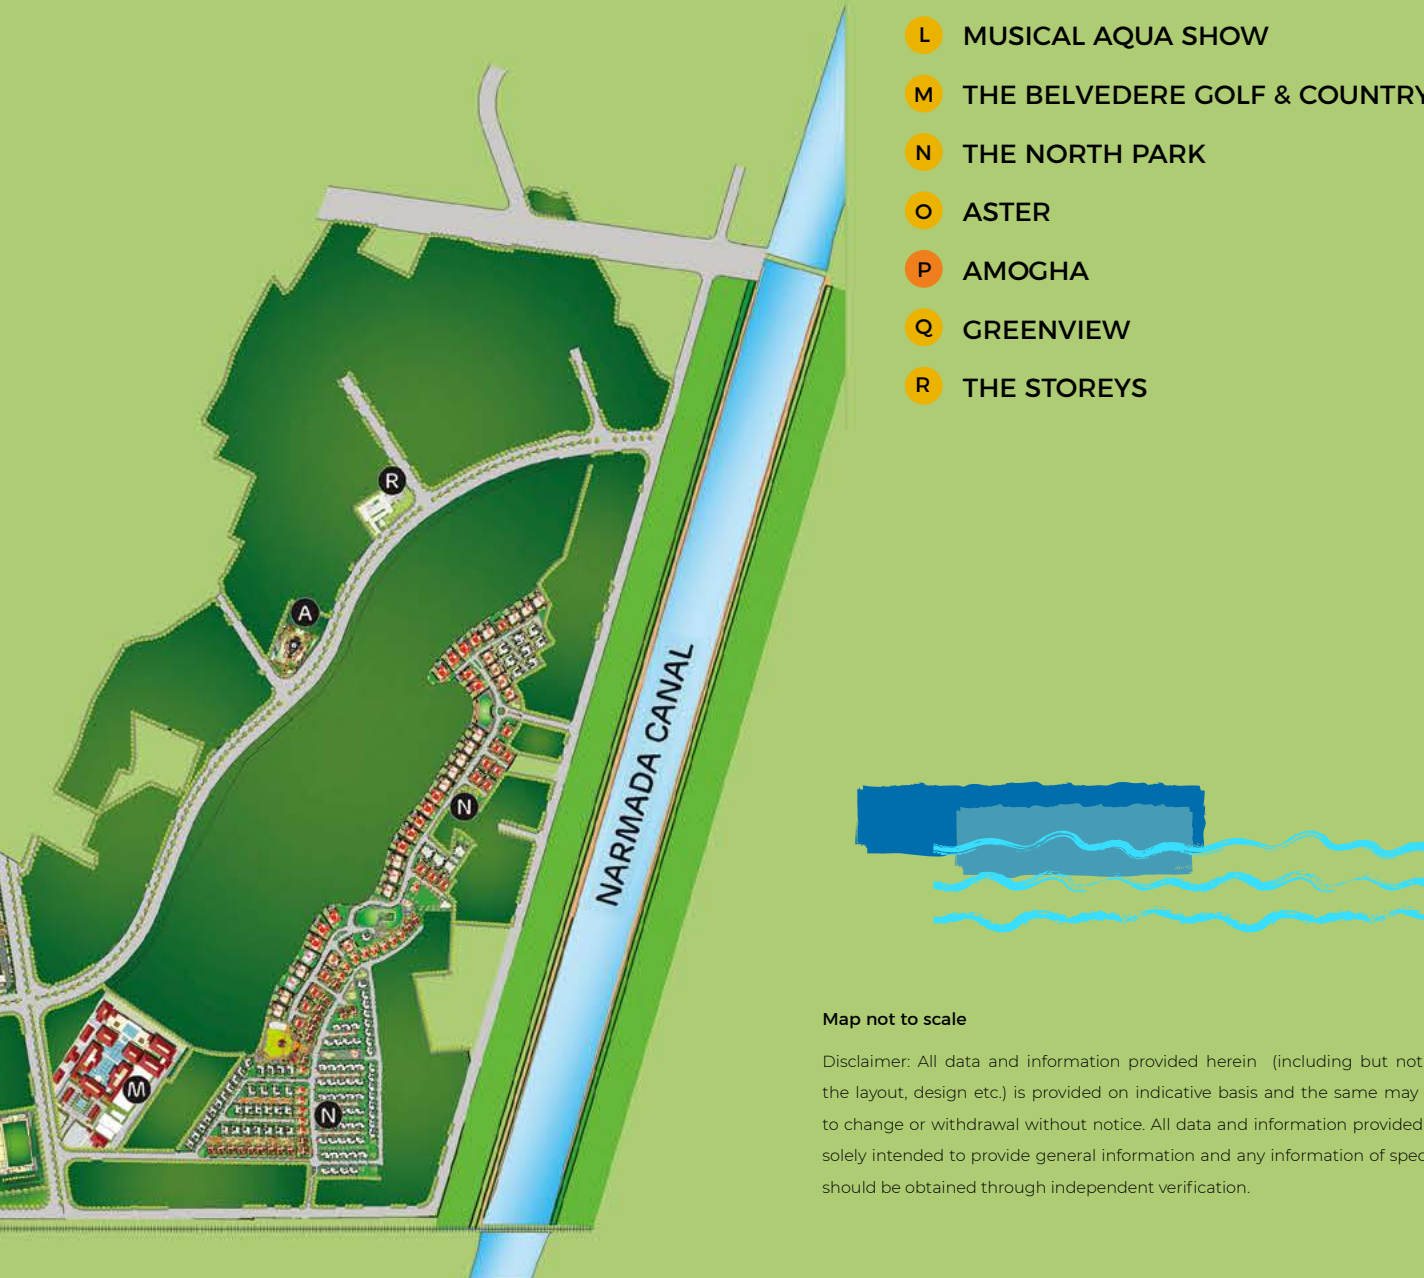 L MUSICAL AQUA SHOW
M THE BELVEDERE GOLF & COUNTRY
N THE NORTH PARK
O ASTER
P AMOGHA
Q GREENVIEW
R THE STOREYS
R
A
NARMADA CANAL
N
M
N
Map not to scale
Disclaimer: All data and information provided herein (including but not
the layout, design etc.) is provided on indicative basis and the same may
to change or withdrawal without notice. All data and information provided
solely intended to provide general information and any information of spec
should be obtained through independent verification.